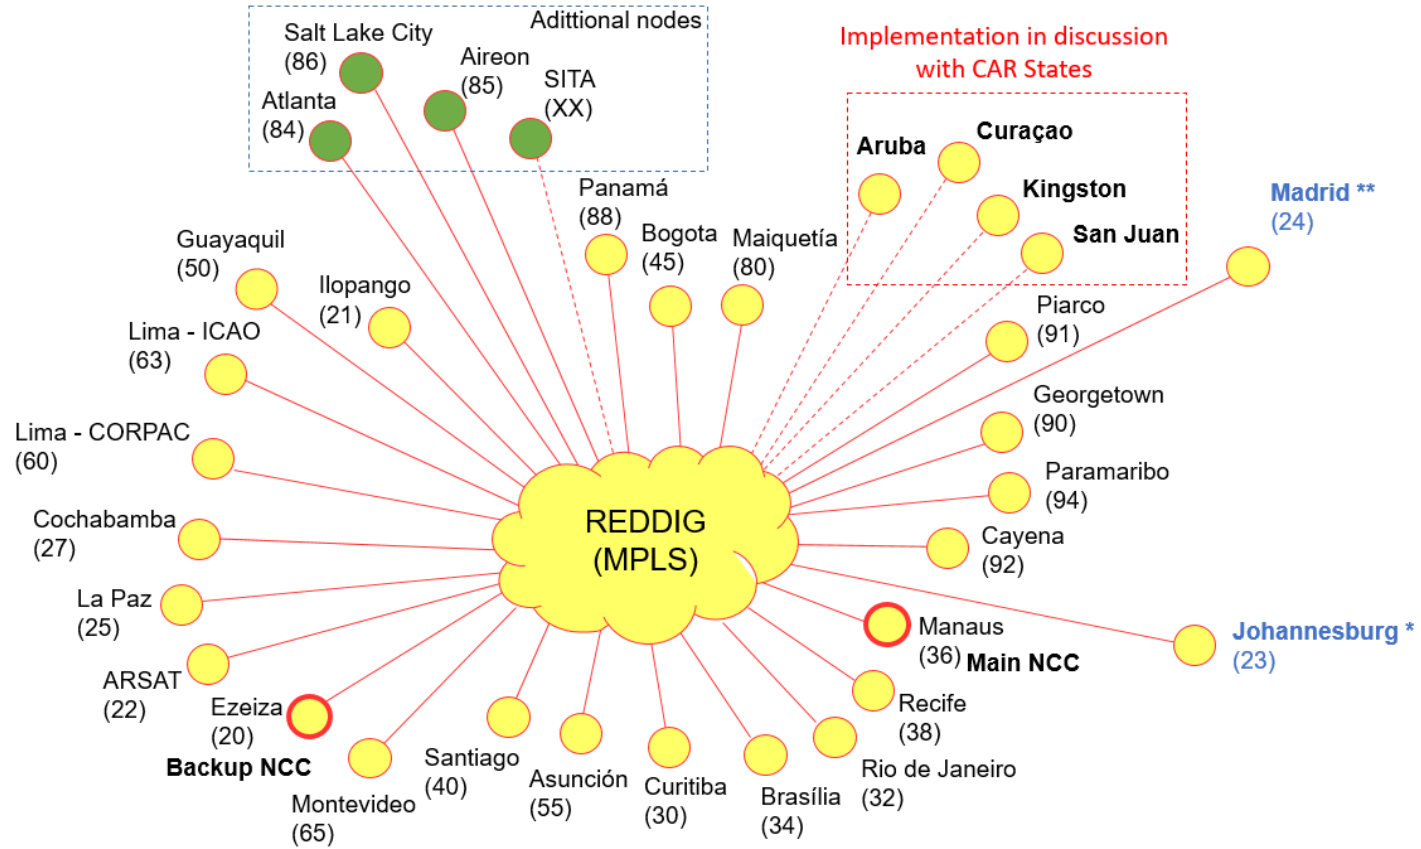 Adittional nodes
Salt Lake City
(86)
Aireon
(85)
SITA
(XX)
Atlanta
(84)
Implementation in discussion
with CAR States
Aruba
Curaçao
Kingston
San Juan
Madrid **
(24)
Panamá
(88)
Bogota
(45)
Maiquetía
(80)
Guayaquil
(50)
Ilopango
(21)
Lima - ICAO
(63)
Lima - CORPAC
(60)
Cochabamba
(27)
La Paz
(25)
ARSAT
(22)
Ezeiza
(20)
Backup NCC
Montevideo
(65)
Santiago
(40)
Asunción
(55)
Curitiba
(30)
Brasília
(34)
Rio de Janeiro
(32)
Recife
(38)
Manaus
(36) Main NCC
Johannesburg *
(23)
Cayena
(92)
Paramaribo
(94)
Georgetown
(90)
Piarco
(91)
REDDIG
(MPLS)